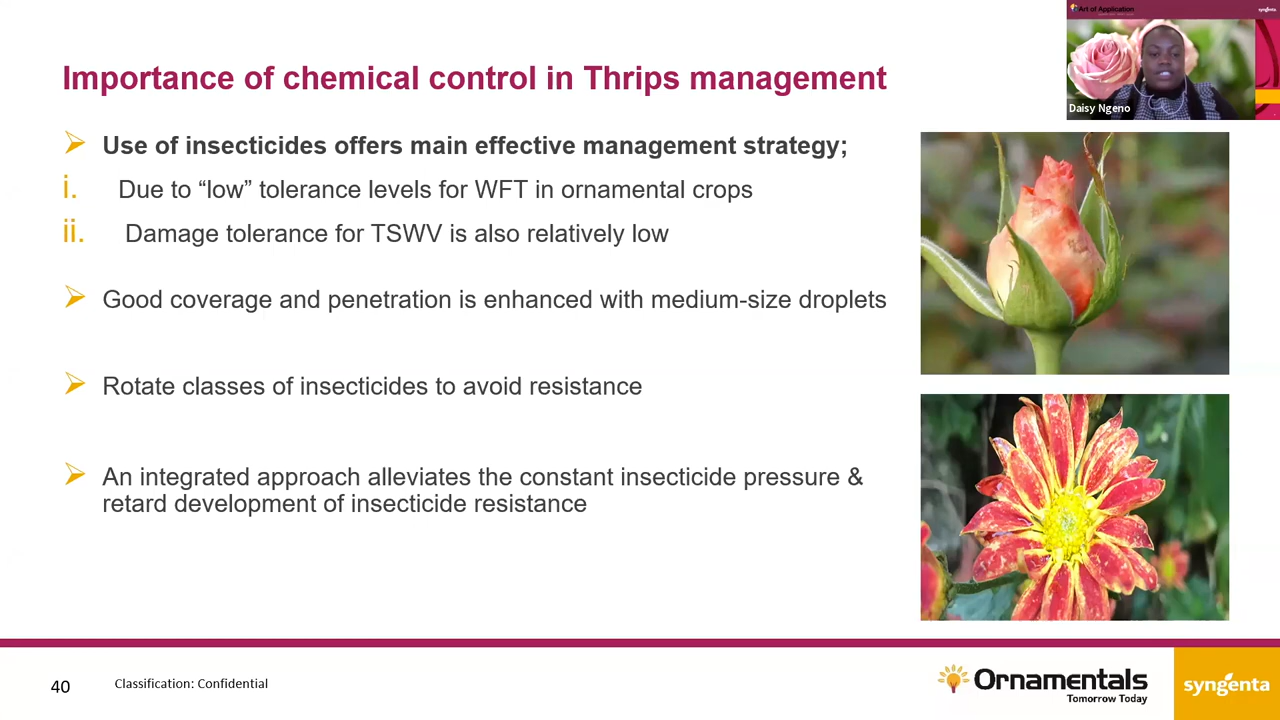 Art of Application
syngenta
Daisy Ngeno
Importance of chemical control in Thrips management
Use of insecticides offers main effective management strategy;
i. Due to “low” tolerance levels for WFT in ornamental crops
ii. Damage tolerance for TSWV is also relatively low
Good coverage and penetration is enhanced with medium-size droplets
Rotate classes of insecticides to avoid resistance
An integrated approach alleviates the constant insecticide pressure &
retard development of insecticide resistance
40
Classification: Confidential
Ornamentals
Tomorrow Today
syngenta